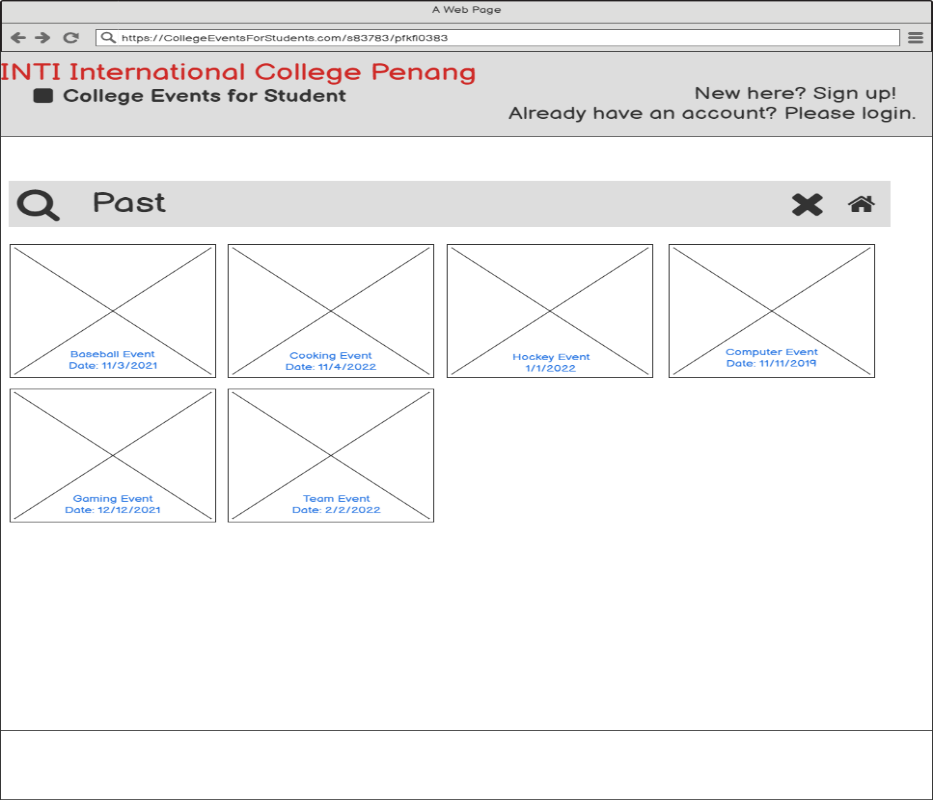 A Web Page
https://CollegeEventsForStudents.com/s83783/pfkfi0383
INTI International College Penang
College Events for Student
New here? Sign up!
Already have an account? Please login.
Past
Baseball Event
Date: 11/3/2021
Cooking Event
Date: 11/4/2022
Hockey Event
1/1/2022
Computer Event
Date: 11/11/2019
Gaming Event
Date: 12/12/2021
Team Event
Date: 2/2/2022